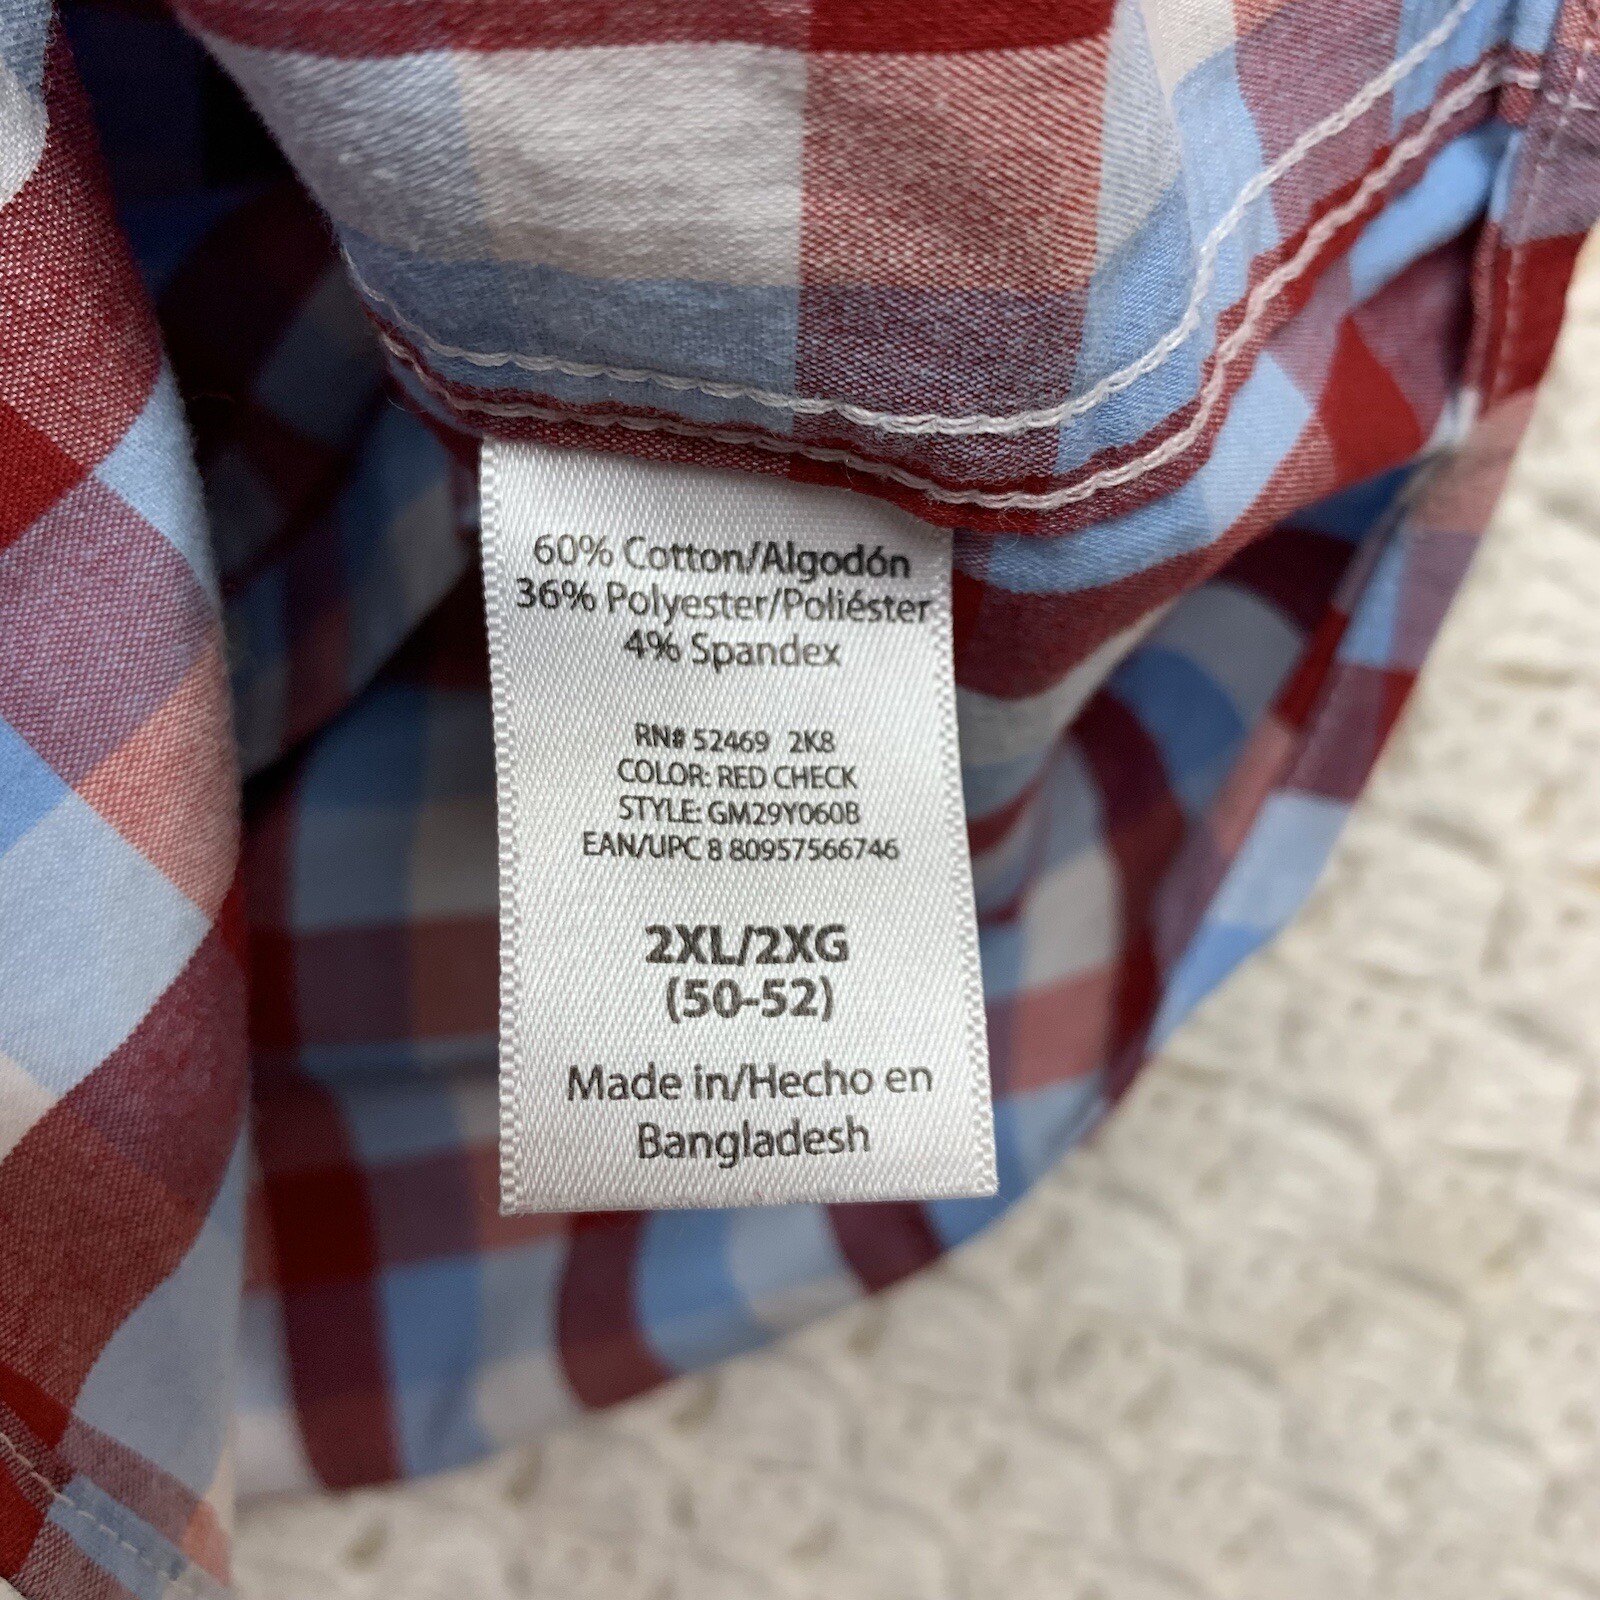 60% Cotton/Algodón
36% Polyester/Poliéster
4% Spandex
RN# 52469 2K8
COLOR: RED CHECK
STYLE: GM29Y060B
EAN/UPC 8 80957566746
2XL/2XG
(50-52)
Made in/Hecho en
Bangladesh